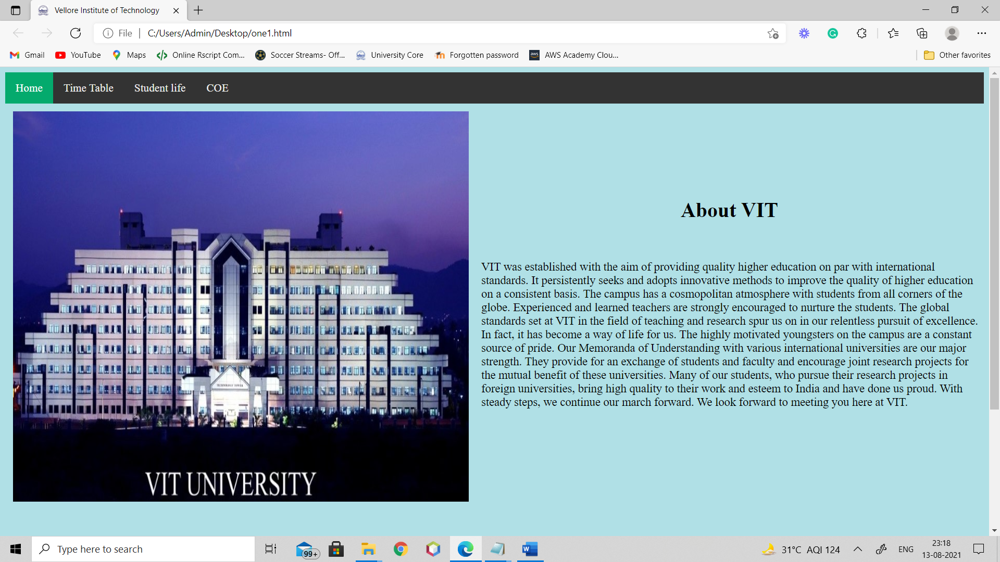 Vellore Institute of Technology
File
C:/Users/Admin/Desktop/one1.html
Gmail
YouTube
Maps
Online Rscript Com...
Soccer Streams- Off...
University Core
Forgotten password
aws
AWS Academy Clou...
Other favorites
Home
Time Table
Student life
COE
TECHNOLOGY TOWER
VIT UNIVERSITY
About VIT
VIT was established with the aim of providing quality higher education on par with international
standards. It persistently seeks and adopts innovative methods to improve the quality of higher education
on a consistent basis. The campus has a cosmopolitan atmosphere with students from all corners of the
globe. Experienced and learned teachers are strongly encouraged to nurture the students. The global
standards set at VIT in the field of teaching and research spur us on in our relentless pursuit of excellence.
In fact, it has become a way of life for us. The highly motivated youngsters on the campus are a constant
source of pride. Our Memoranda of Understanding with various international universities are our major
strength. They provide for an exchange of students and faculty and encourage joint research projects for
the mutual benefit of these universities. Many of our students, who pursue their research projects in
foreign universities, bring high quality to their work and esteem to India and have done us proud. With
steady steps, we continue our march forward. We look forward to meeting you here at VIT.
Type here to search
99+
W
31°C AQI 124
ENG
23:18
13-08-2021